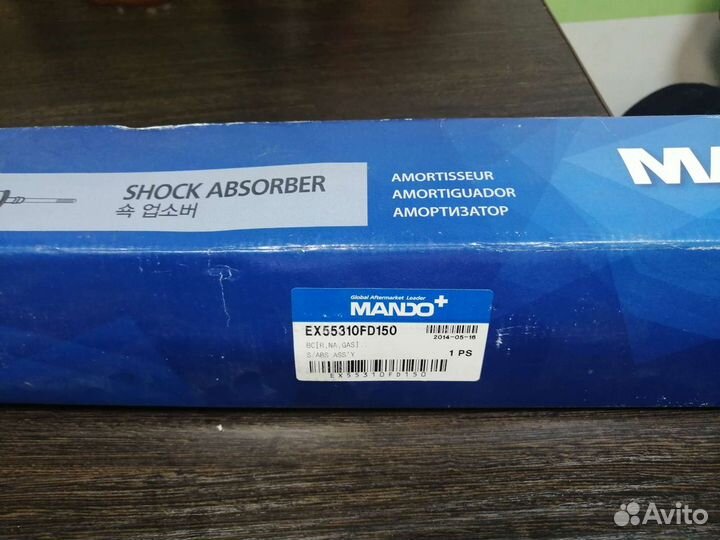 SHOCK ABSORBER
쇽 업소버
AMORTISSEUR
AMORTIGUADOR
АМОРТИЗАТОР
MA
Global Aftermarket Leader
MANDO+
EX55310FD150
2014-05-16
BC[R,NA,GAS]..
S/ABS ASS'Y
1 PS
EX55310FD150
Avito